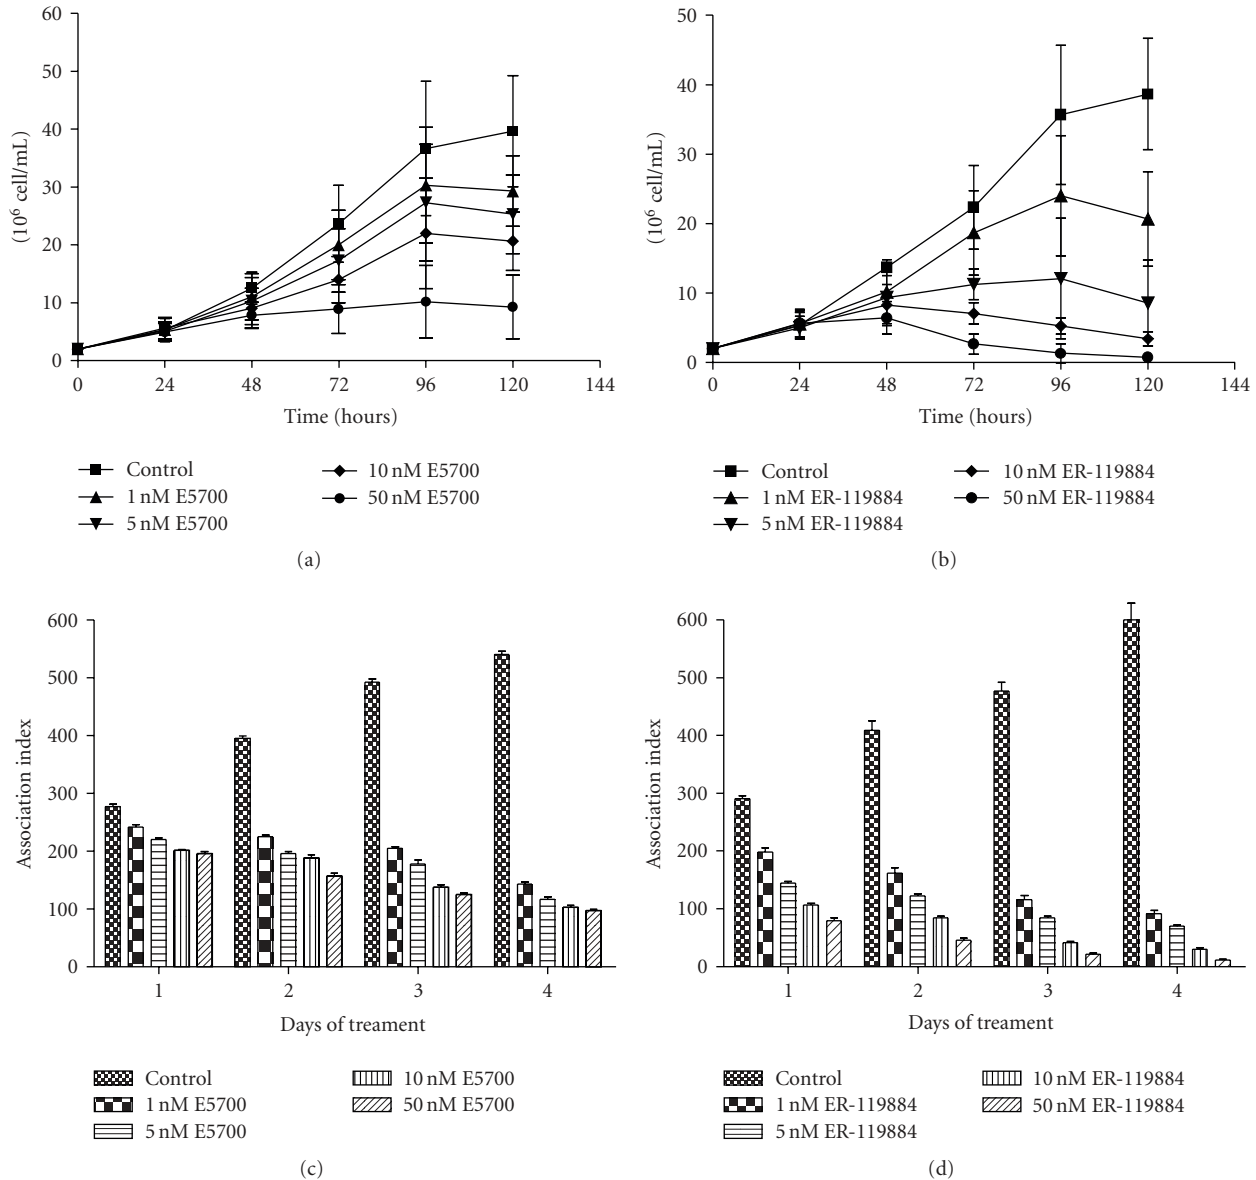 60
50
40
30
20
10
0
(10⁶ cell/mL)
0 24 48 72 96 120 144
Time (hours)
Control
1 nM E5700
5 nM E5700
10 nM E5700
50 nM E5700
(a)
50
40
30
20
10
0
(10⁶ cell/mL)
0 24 48 72 96 120 144
Time (hours)
Control
1 nM ER-119884
5 nM ER-119884
10 nM ER-119884
50 nM ER-119884
(b)
600
500
400
300
200
100
0
Association index
1 2 3 4
Days of treament
Control
1 nM E5700
5 nM E5700
10 nM E5700
50 nM E5700
(c)
600
500
400
300
200
100
0
Association index
1 2 3 4
Days of treament
Control
1 nM ER-119884
5 nM ER-119884
10 nM ER-119884
50 nM ER-119884
(d)